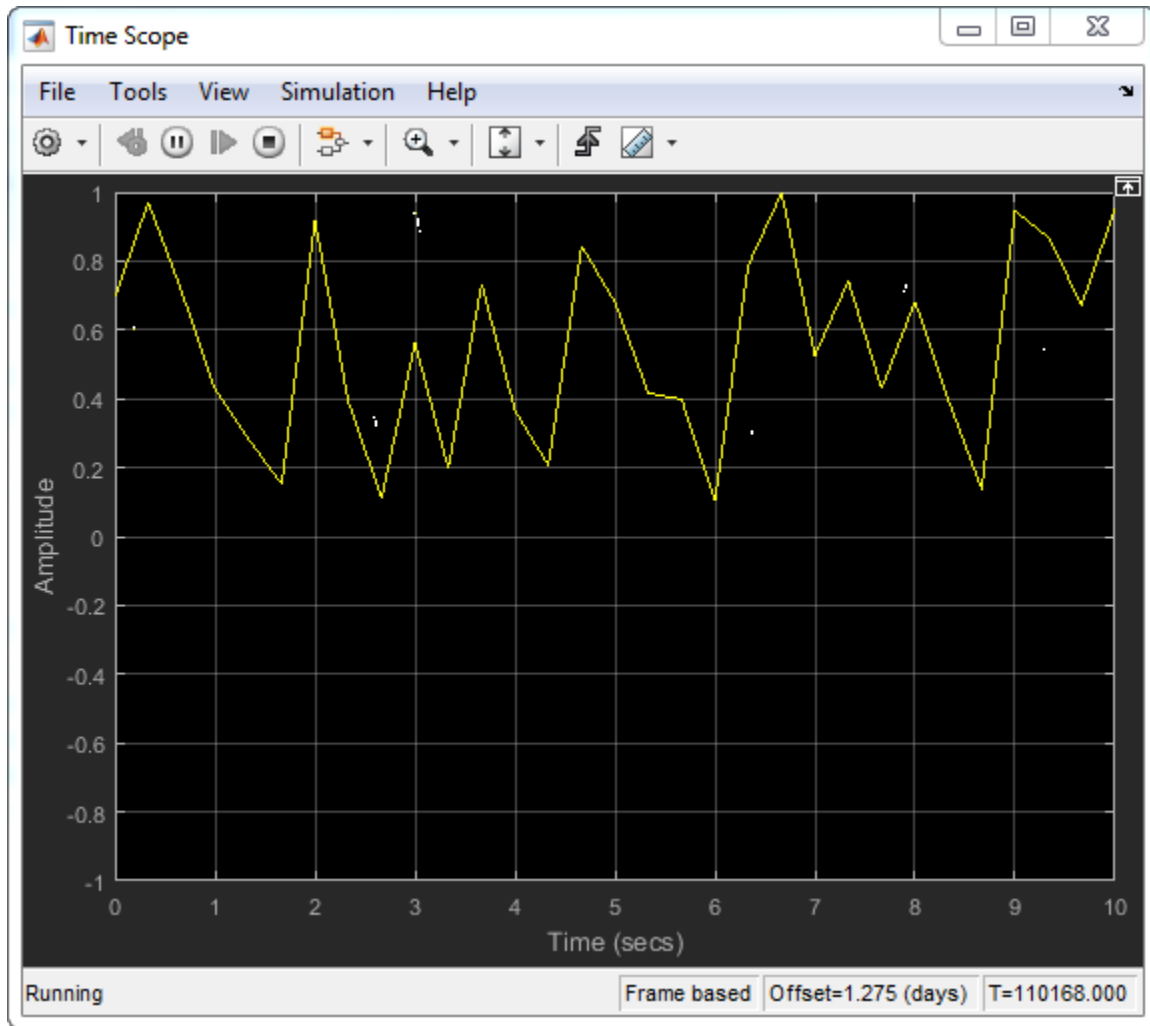 Time Scope
File Tools View Simulation Help
1
0.8
0.6
0.4
0.2
0
-0.2
-0.4
-0.6
-0.8
-1
Amplitude
0 1 2 3 4 5 6 7 8 9 10
Time (secs)
Running Frame based Offset=1.275 (days) T=110168.000